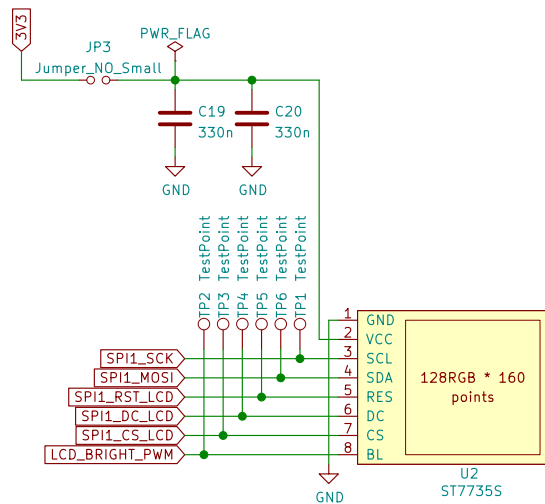 3V3
PWR_FLAG
JP3
Jumper_NO_Small
C19
330n
C20
330n
GND
GND
TestPoint
TestPoint
TestPoint
TestPoint
TestPoint
TestPoint
TP2
TP3
TP4
TP5
TP6
TP1
SPI1_SCK
SPI1_MOSI
SPI1_RST_LCD
SPI1_DC_LCD
SPI1_CS_LCD
LCD_BRIGHT_PWM
1 GND
2 VCC
3 SCL
4 SDA
5 RES
6 DC
7 CS
8 BL
128RGB * 160
points
GND
U2
ST7735S